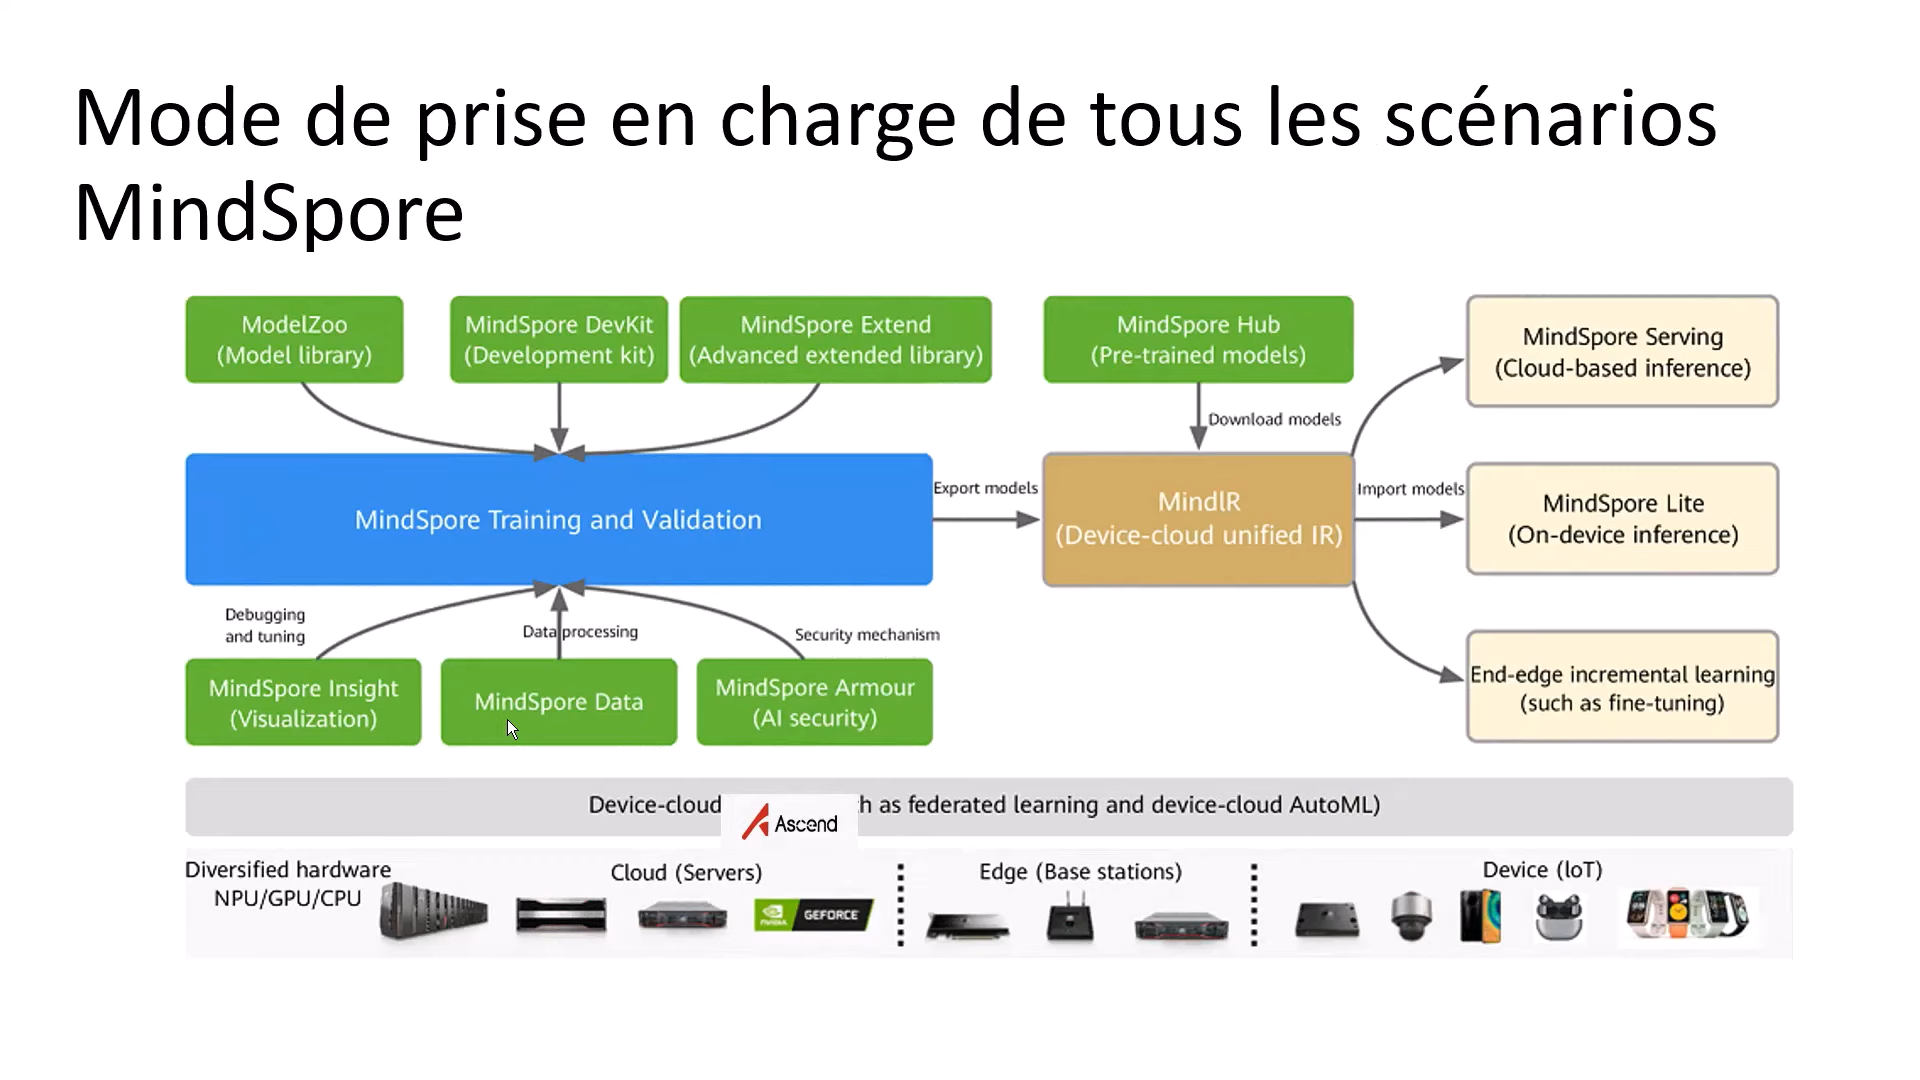 Mode de prise en charge de tous les scénarios
MindSpore
ModelZoo
(Model library)
MindSpore DevKit
(Development kit)
MindSpore Extend
(Advanced extended library)
MindSpore Hub
(Pre-trained models)
MindSpore Serving
(Cloud-based inference)
Download models
MindSpore Training and Validation
Export models
MindlR
(Device-cloud unified IR)
Import models
MindSpore Lite
(On-device inference)
Debugging
and tuning
Data processing
Security mechanism
MindSpore Insight
(Visualization)
MindSpore Data
MindSpore Armour
(AI security)
End-edge incremental learning
(such as fine-tuning)
Device-cloud as federated learning and device-cloud AutoML)
Ascend
Diversified hardware
NPU/GPU/CPU
Cloud (Servers)
NVIDIA GEFORCE
Edge (Base stations)
Device (loT)